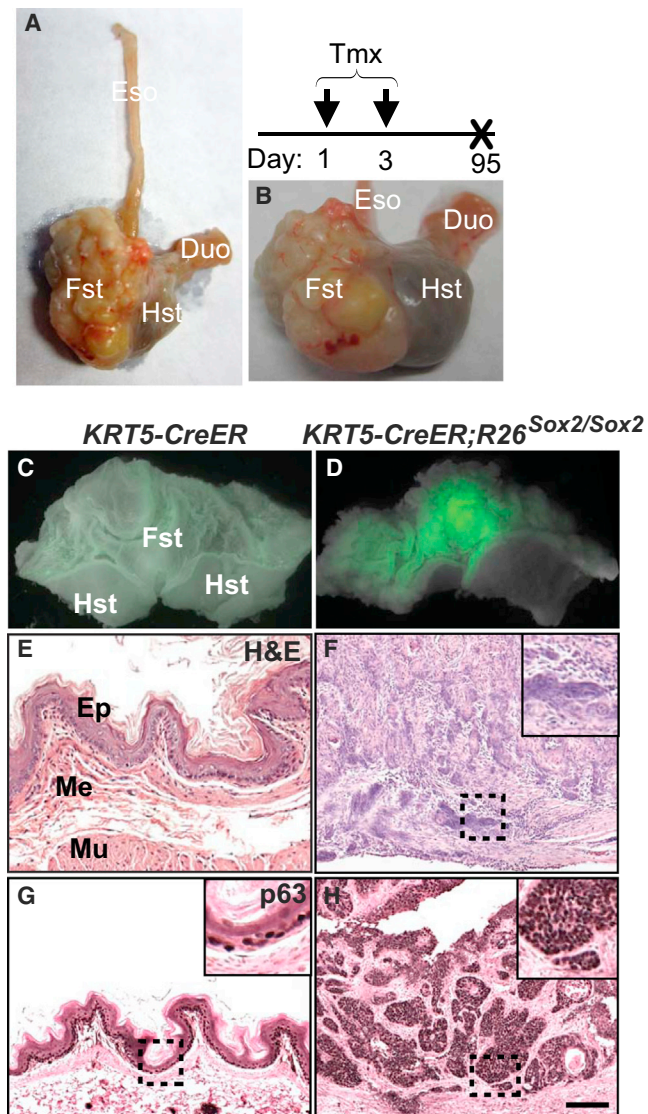 A
Eso
Duo
Fst
Hst
Tmx
Day: 1 3 95
B
Eso
Duo
Fst
Hst
KRT5-CreER
KRT5-CreER;R26Sox2/Sox2
C
Fst
Hst
Hst
D
E
H&E
Ep
Me
Mu
F
G
p63
H